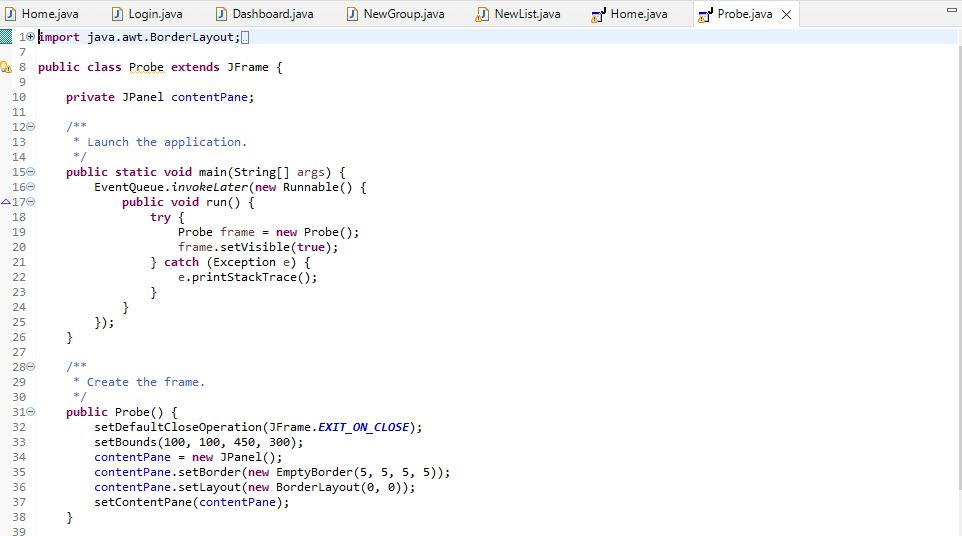 Home.java Login.java Dashboard.java NewGroup.java NewList.java Home.java Probe.java
1 import java.awt.BorderLayout;
7
8 public class Probe extends JFrame {
9
10     private JPanel contentPane;
11
12     /**
13      * Launch the application.
14      */
15     public static void main(String[] args) {
16         EventQueue.invokeLater(new Runnable() {
17             public void run() {
18                 try {
19                     Probe frame = new Probe();
20                     frame.setVisible(true);
21                 } catch (Exception e) {
22                     e.printStackTrace();
23                 }
24             }
25         });
26     }
27
28     /**
29      * Create the frame.
30      */
31     public Probe() {
32         setDefaultCloseOperation(JFrame.EXIT_ON_CLOSE);
33         setBounds(100, 100, 450, 300);
34         contentPane = new JPanel();
35         contentPane.setBorder(new EmptyBorder(5, 5, 5, 5));
36         contentPane.setLayout(new BorderLayout(0, 0));
37         setContentPane(contentPane);
38     }
39